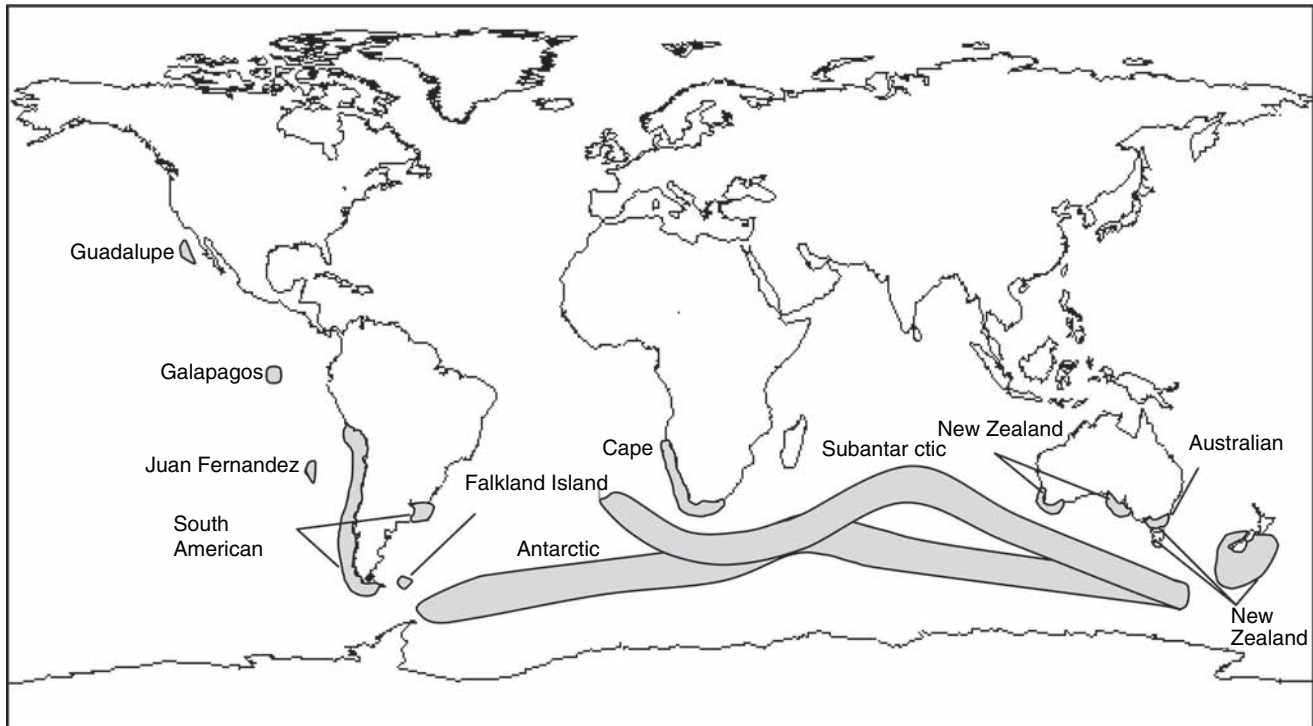 Guadalupe
Galapagos
Juan Fernandez
South
American
Falkland Island
Antarctic
Cape
Subantar ctic
New Zealand
Australian
New
Zealand